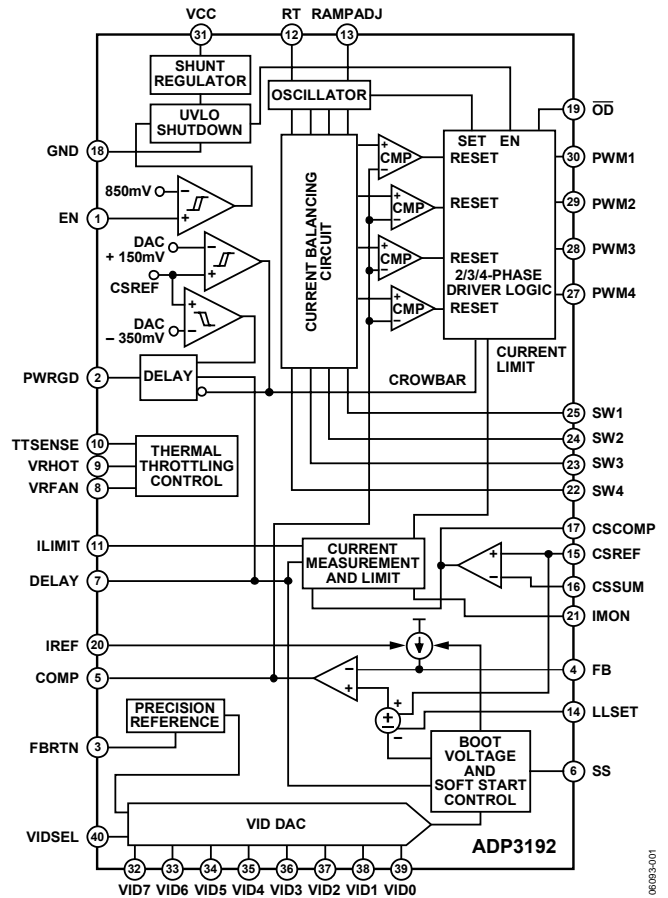 VCC RT RAMPADJ
31 12 13
SHUNT
REGULATOR
OSCILLATOR
UVLO
SHUTDOWN
19 OD
GND 18
SET EN
CMP RESET 30 PWM1
850mV
EN 1
CMP RESET 29 PWM2
DAC
+ 150mV
CSREF
CURRENT BALANCING
CIRCUIT
CMP RESET 28 PWM3
2/3/4-PHASE
DRIVER LOGIC
CMP RESET 27 PWM4
DAC
– 350mV
CURRENT
LIMIT
PWRGD 2 DELAY
CROWBAR
25 SW1
24 SW2
23 SW3
22 SW4
TTSENSE 10
VRHOT 9
VRFAN 8
THERMAL
THROTTLING
CONTROL
17 CSCOMP
ILIMIT 11
CURRENT
MEASUREMENT
AND LIMIT
15 CSREF
DELAY 7
16 CSSUM
21 IMON
IREF 20
COMP 5
4 FB
PRECISION
REFERENCE
14 LLSET
FBRTN 3
BOOT
VOLTAGE
AND
SOFT START
CONTROL
6 SS
VIDSEL 40
VID DAC
ADP3192
32 33 34 35 36 37 38 39
VID7 VID6 VID5 VID4 VID3 VID2 VID1 VID0
06093-001